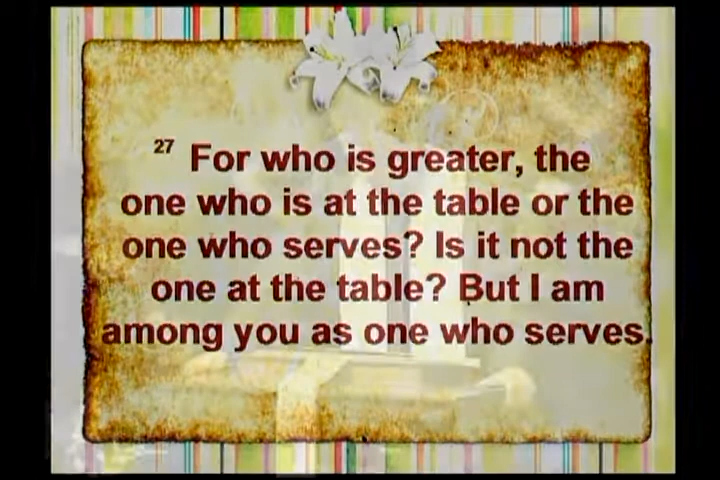 27 For who is greater, the
one who is at the table or the
one who serves? Is it not the
one at the table? But I am
among you as one who serves.